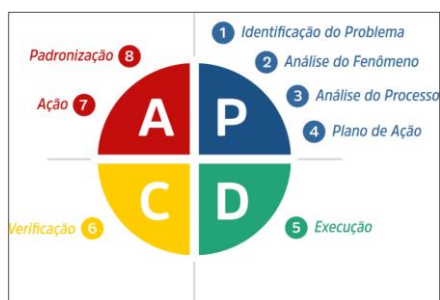 1 Identificação do Problema
2 Análise do Fenômeno
3 Análise do Processo
4 Plano de Ação
Padronização 8
Ação 7
A P
C D
Verificação 6
5 Execução